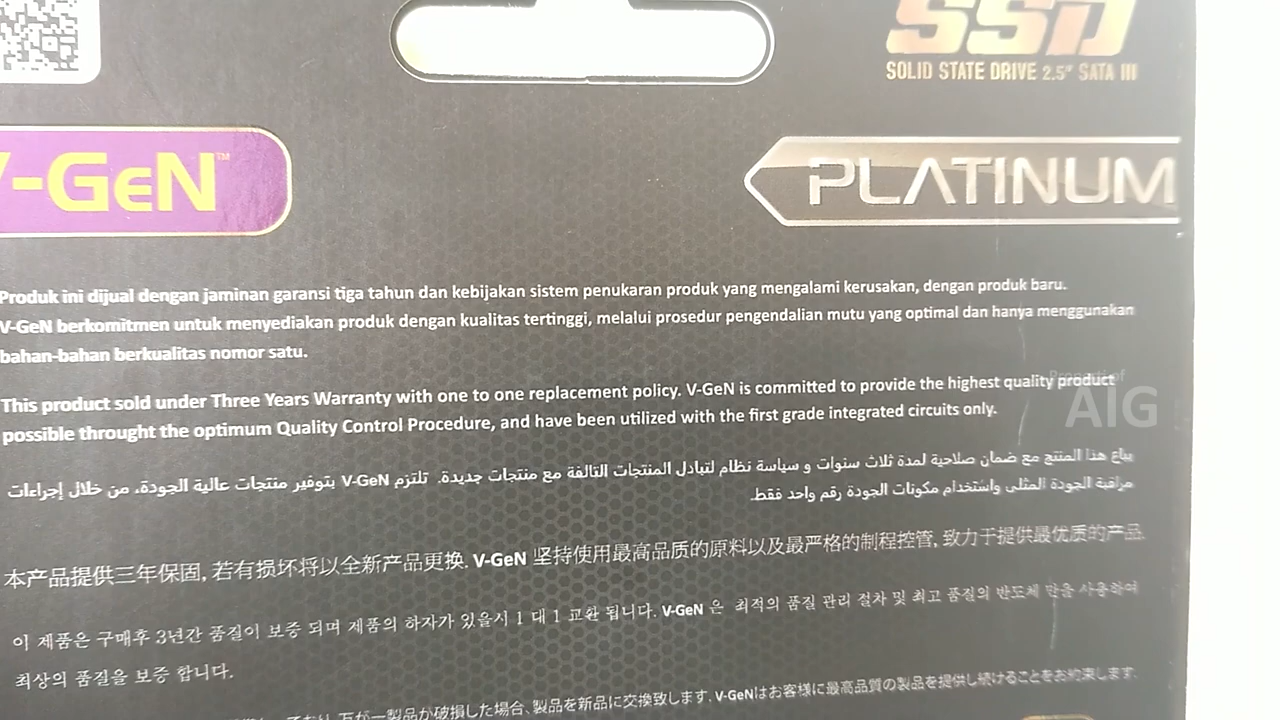 SSD
SOLID STATE DRIVE 2.5" SATA III
V-GeN™
PLATINUM
Produk ini dijual dengan jaminan garansi tiga tahun dan kebijakan sistem penukaran produk yang mengalami kerusakan, dengan produk baru.
V-GeN berkomitmen untuk menyediakan produk dengan kualitas tertinggi, melalui prosedur pengendalian mutu yang optimal dan hanya menggunakan
bahan-bahan berkualitas nomor satu.
This product sold under Three Years Warranty with one to one replacement policy. V-GeN is committed to provide the highest quality product
possible throught the optimum Quality Control Procedure, and have been utilized with the first grade integrated circuits only.
Property of
AIG
يباع هذا المنتج مع ضمان صلاحية لمدة ثلاث سنوات و سياسة نظام لتبادل المنتجات التالفة مع منتجات جديدة. تلتزم V-GeN بتوفير منتجات عالية الجودة، من خلال إجراءات
مراقبة الجودة المثلى واستخدام مكونات الجودة رقم واحد فقط.
本产品提供三年保固, 若有损坏将以全新产品更换. V-GeN 坚持使用最高品质的原料以及最严格的制程控管, 致力于提供最优质的产品.
이 제품은 구매후 3년간 품질이 보증 되며 제품의 하자가 있을시 1 대 1 교환 됩니다. V-GeN 은 최적의 품질 관리 절차 및 최고 품질의 반도체 만을 사용하여
최상의 품질을 보증 합니다.
万が一製品が破損した場合、製品を新品に交換致します. V-GeNはお客様に最高品質の製品を提供し続けることをお約束します.